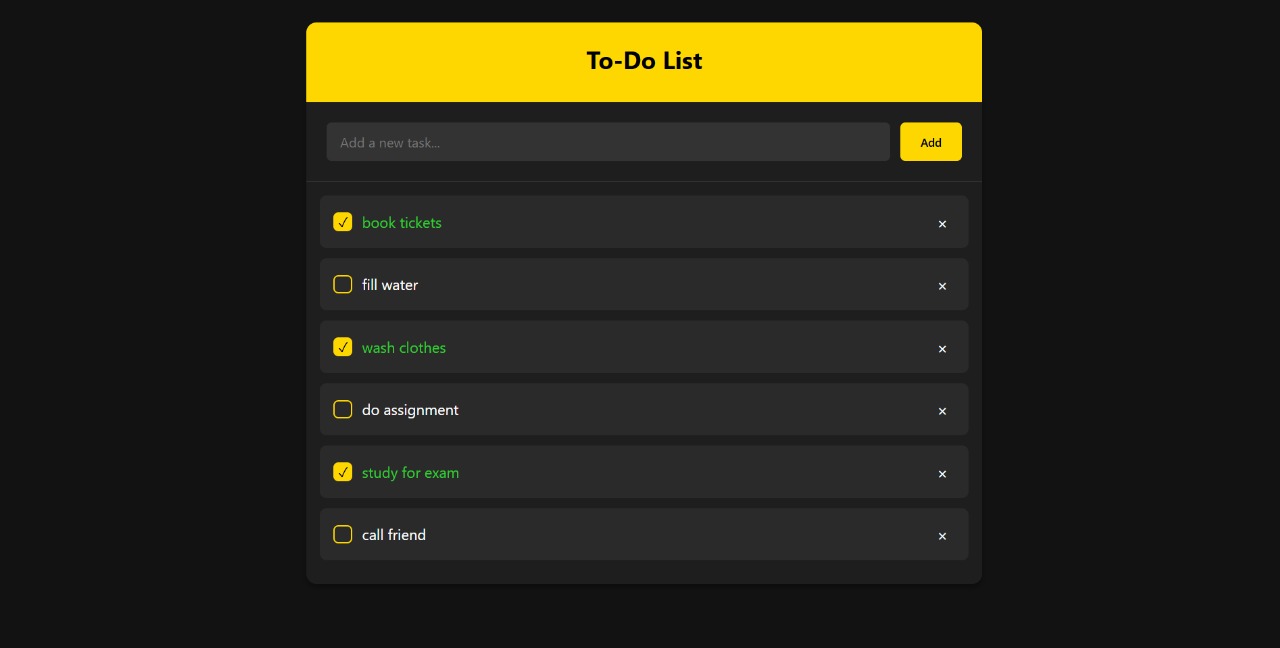 To-Do List
Add a new task...
Add
✓ book tickets ×
fill water ×
✓ wash clothes ×
do assignment ×
✓ study for exam ×
call friend ×